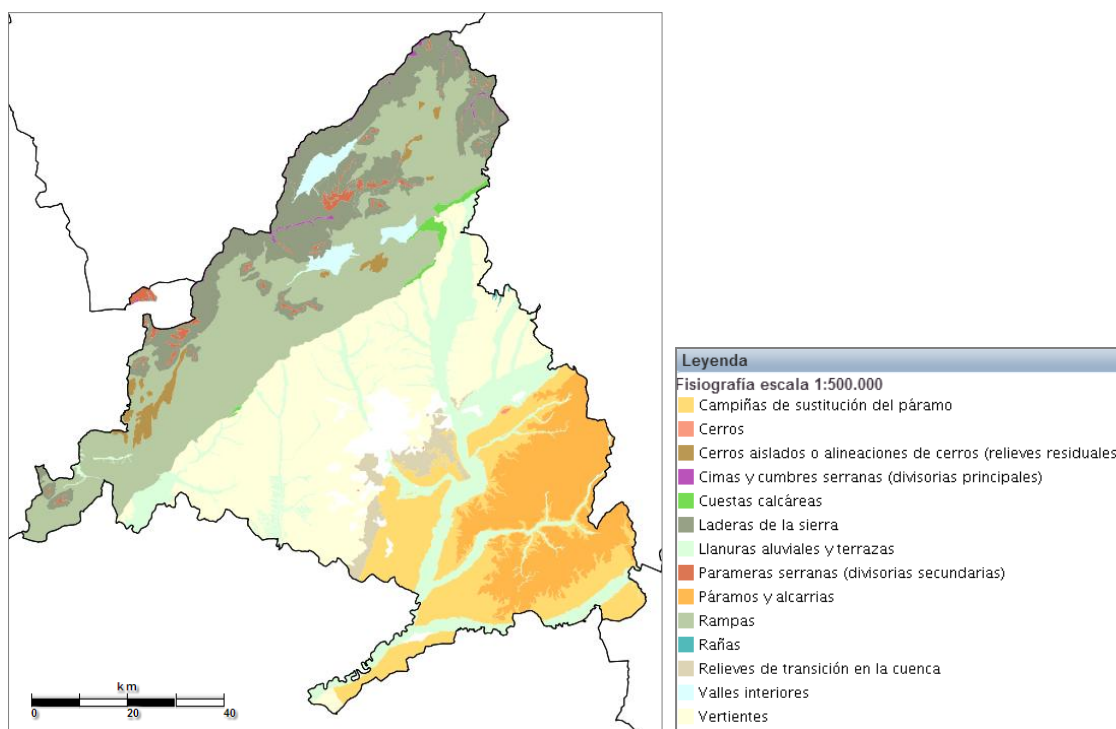 km
0 20 40
Leyenda
Fisiografía escala 1:500.000
Campiñas de sustitución del páramo
Cerros
Cerros aislados o alineaciones de cerros (relieves residuales
Cimas y cumbres serranas (divisorias principales)
Cuestas calcáreas
Laderas de la sierra
Llanuras aluviales y terrazas
Parameras serranas (divisorias secundarias)
Páramos y alcarrias
Rampas
Rañas
Relieves de transición en la cuenca
Valles interiores
Vertientes